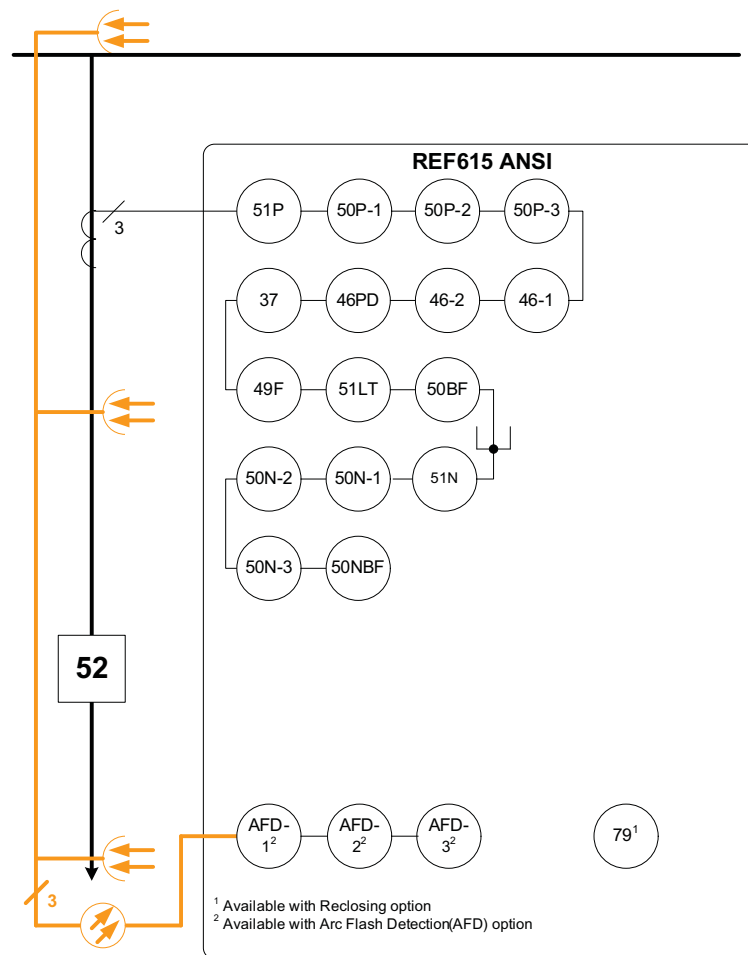 REF615 ANSI
51P 50P-1 50P-2 50P-3
3
37 46PD 46-2 46-1
49F 51LT 50BF
50N-2 50N-1 51N
50N-3 50NBF
52
AFD-1² AFD-2² AFD-3² 79¹
3
¹ Available with Reclosing option
² Available with Arc Flash Detection(AFD) option